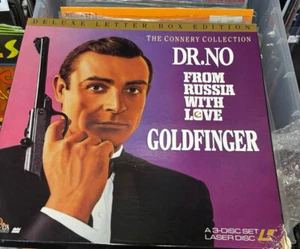 DELUXE LETTER-BOX EDITION
THE CONNERY COLLECTION
DR.NO
FROM
RUSSIA
WITH
LOVE
GOLDFINGER
A 3-DISC SET
LASER DISC